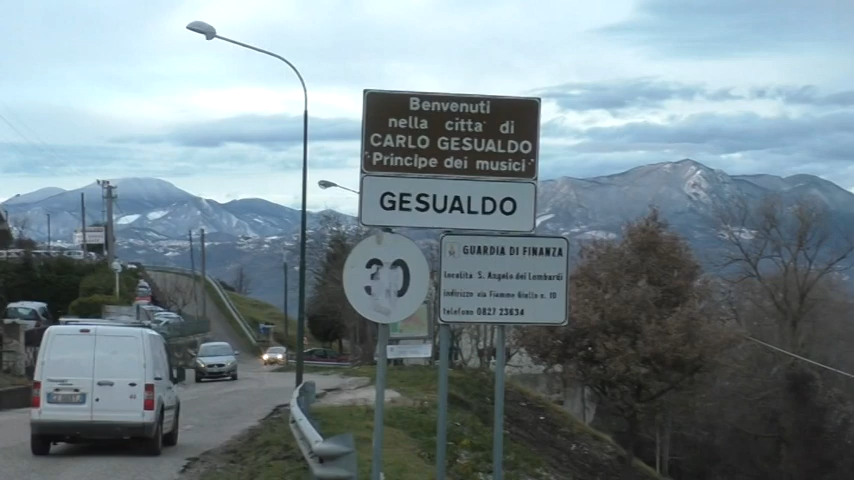 Benvenuti
nella citta' di
CARLO GESUALDO
"Principe dei musici"
GESUALDO
30
GUARDIA DI FINANZA
Localita S. Angelo dei Lombardi
Indirizzo via Fiamme Gialle n. 10
telefono 0827 23634